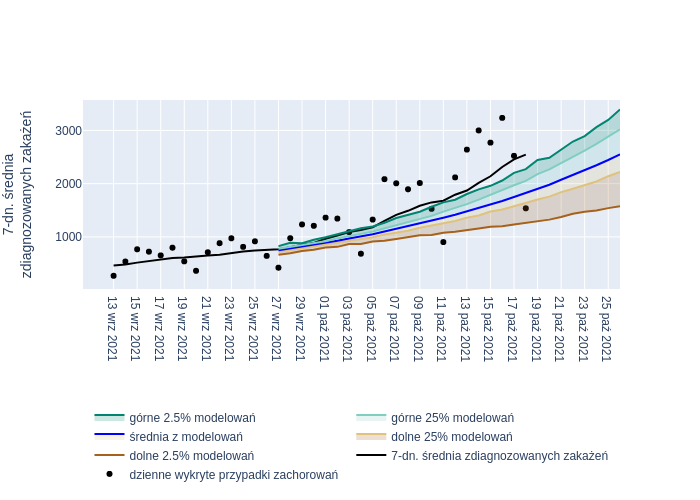 7-dn. średnia
zdiagnozowanych zakażeń
3000
2000
1000
13 wrz 2021
15 wrz 2021
17 wrz 2021
19 wrz 2021
21 wrz 2021
23 wrz 2021
25 wrz 2021
27 wrz 2021
29 wrz 2021
01 paź 2021
03 paź 2021
05 paź 2021
07 paź 2021
09 paź 2021
11 paź 2021
13 paź 2021
15 paź 2021
17 paź 2021
19 paź 2021
21 paź 2021
23 paź 2021
25 paź 2021
górne 2.5% modelowań
górne 25% modelowań
średnia z modelowań
dolne 25% modelowań
dolne 2.5% modelowań
7-dn. średnia zdiagnozowanych zakażeń
dzienne wykryte przypadki zachorowań